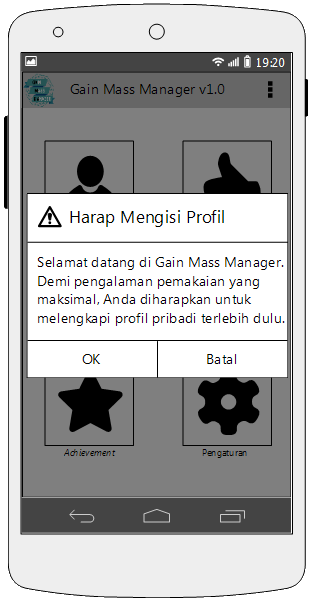 19:20
Gain Mass Manager v1.0
Harap Mengisi Profil
Selamat datang di Gain Mass Manager.
Demi pengalaman pemakaian yang
maksimal, Anda diharapkan untuk
melengkapi profil pribadi terlebih dulu.
OK
Batal
Achievement
Pengaturan